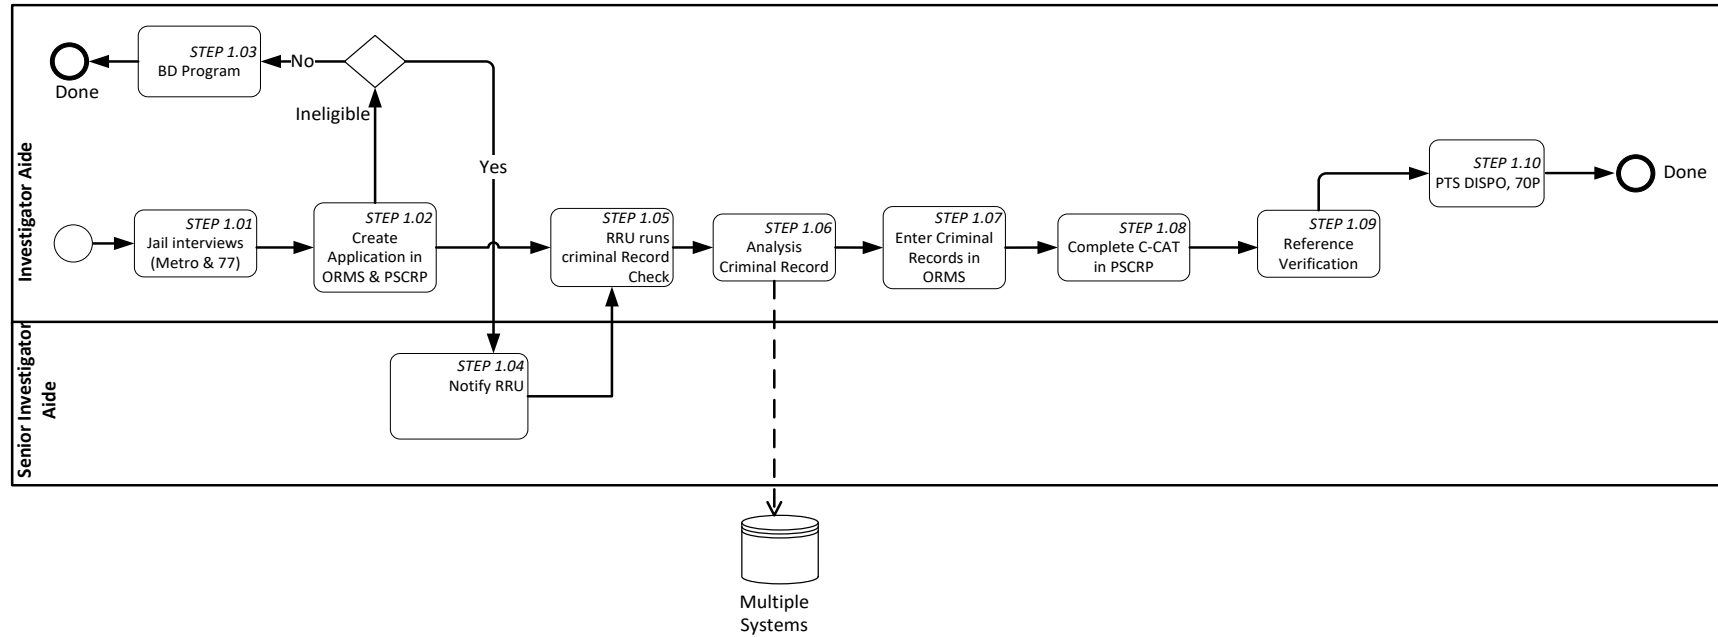 Investigator Aide
STEP 1.03
BD Program
Done
No
Ineligible
Yes
STEP 1.01
Jail interviews
(Metro & 77)
STEP 1.02
Create
Application in
ORMS & PSCRP
STEP 1.05
RRU runs
criminal Record
Check
STEP 1.06
Analysis
Criminal Record
STEP 1.07
Enter Criminal
Records in
ORMS
STEP 1.08
Complete C-CAT
in PSCRP
STEP 1.09
Reference
Verification
STEP 1.10
PTS DISPO, 70P
Done
Senior Investigator
Aide
STEP 1.04
Notify RRU
Multiple
Systems